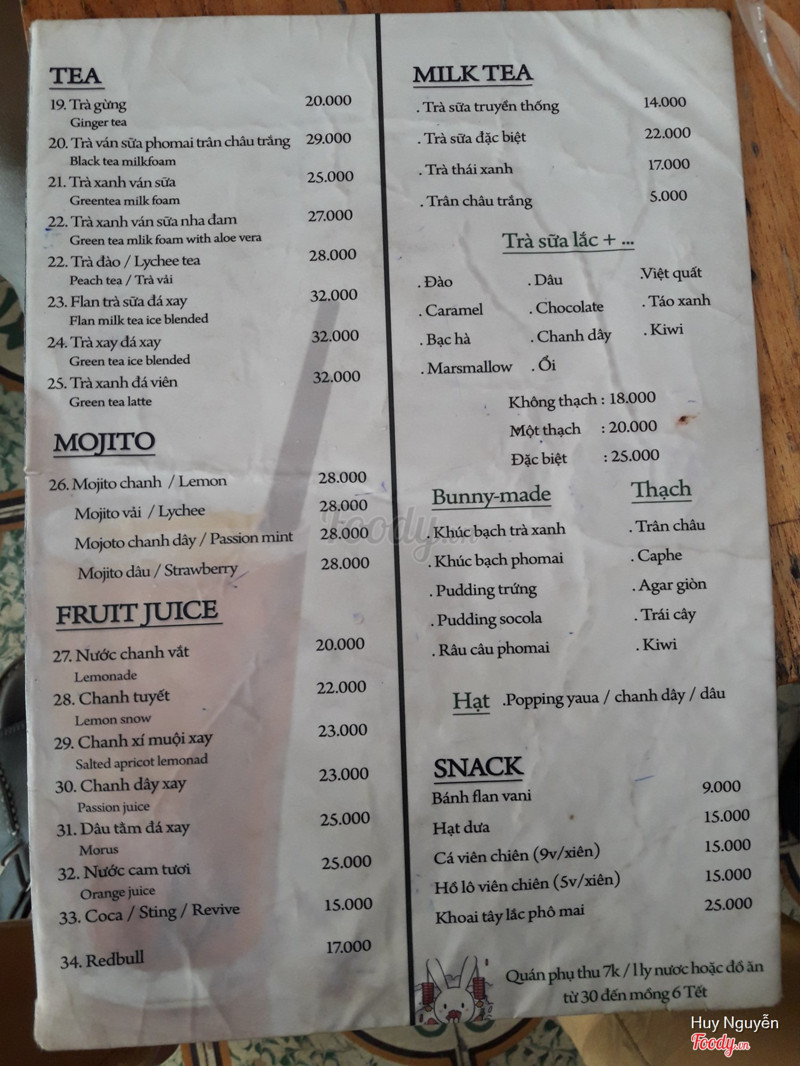 TEA
19. Trà gừng 20.000
Ginger tea
20. Trà ván sữa phomai trân châu trắng 29.000
Black tea milkfoam
21. Trà xanh ván sữa 25.000
Greentea milk foam
22. Trà xanh ván sữa nha đam 27.000
Green tea mlik foam with aloe vera
22. Trà đào / Lychee tea 28.000
Peach tea / Trà vải
23. Flan trà sữa đá xay 32.000
Flan milk tea ice blended
24. Trà xay đá xay 32.000
Green tea ice blended
25. Trà xanh đá viên 32.000
Green tea latte
MOJITO
26. Mojito chanh / Lemon 28.000
Mojito vải / Lychee 28.000
Mojoto chanh dây / Passion mint 28.000
Mojito dâu / Strawberry 28.000
FRUIT JUICE
27. Nước chanh vắt 20.000
Lemonade
28. Chanh tuyết 22.000
Lemon snow
29. Chanh xí muội xay 23.000
Salted apricot lemonad
30. Chanh dây xay 23.000
Passion juice
31. Dâu tằm đá xay 25.000
Morus
32. Nước cam tươi 25.000
Orange juice
33. Coca / Sting / Revive 15.000
34. Redbull 17.000
MILK TEA
. Trà sữa truyền thống 14.000
. Trà sữa đặc biệt 22.000
. Trà thái xanh 17.000
. Trân châu trắng 5.000
Trà sữa lắc + ...
. Đào . Dâu .Việt quất
. Caramel . Chocolate . Táo xanh
. Bạc hà . Chanh dây . Kiwi
. Marsmallow . Ổi
Không thạch : 18.000
Một thạch : 20.000
Đặc biệt : 25.000
Bunny-made Thạch
. Khúc bạch trà xanh . Trân châu
. Khúc bạch phomai . Caphe
. Pudding trứng . Agar giòn
. Pudding socola . Trái cây
. Râu câu phomai . Kiwi
Hạt .Popping yaua / chanh dây / dâu
SNACK
Bánh flan vani 9.000
Hạt dưa 15.000
Cá viên chiên (9v/xiên) 15.000
Hồ lô viên chiên (5v/xiên) 15.000
Khoai tây lắc phô mai 25.000
Quán phụ thu 7k / 1 ly nươc hoặc đồ ăn
từ 30 đến mồng 6 Tết
Foody.vn
Huy Nguyễn
Foody.vn